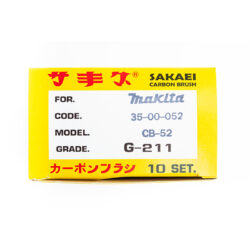 サキス® SAKAEI
CARBON BRUSH
FOR. makita
CODE. 35-00-052
MODEL. CB-52
GRADE. G-211
カーボンブラシ 10 SET.